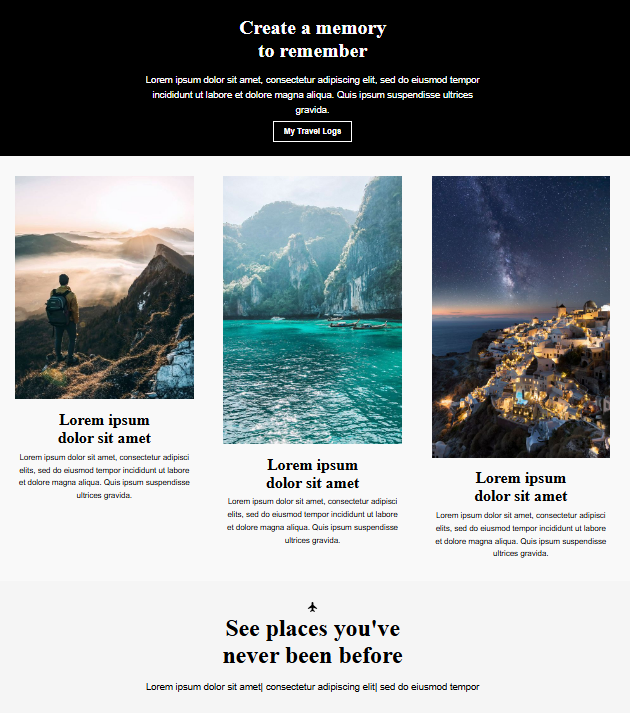 Create a memory
to remember
Lorem ipsum dolor sit amet, consectetur adipiscing elit, sed do eiusmod tempor
incididunt ut labore et dolore magna aliqua. Quis ipsum suspendisse ultrices
gravida.
My Travel Logs
Lorem ipsum
dolor sit amet
Lorem ipsum dolor sit amet, consectetur adipisci
elits, sed do eiusmod tempor incididunt ut labore
et dolore magna aliqua. Quis ipsum suspendisse
ultrices gravida.
Lorem ipsum
dolor sit amet
Lorem ipsum dolor sit amet, consectetur adipisci
elits, sed do eiusmod tempor incididunt ut labore
et dolore magna aliqua. Quis ipsum suspendisse
ultrices gravida.
Lorem ipsum
dolor sit amet
Lorem ipsum dolor sit amet, consectetur adipisci
elits, sed do eiusmod tempor incididunt ut labore
et dolore magna aliqua. Quis ipsum suspendisse
ultrices gravida.
See places you've
never been before
Lorem ipsum dolor sit amet| consectetur adipiscing elit| sed do eiusmod tempor